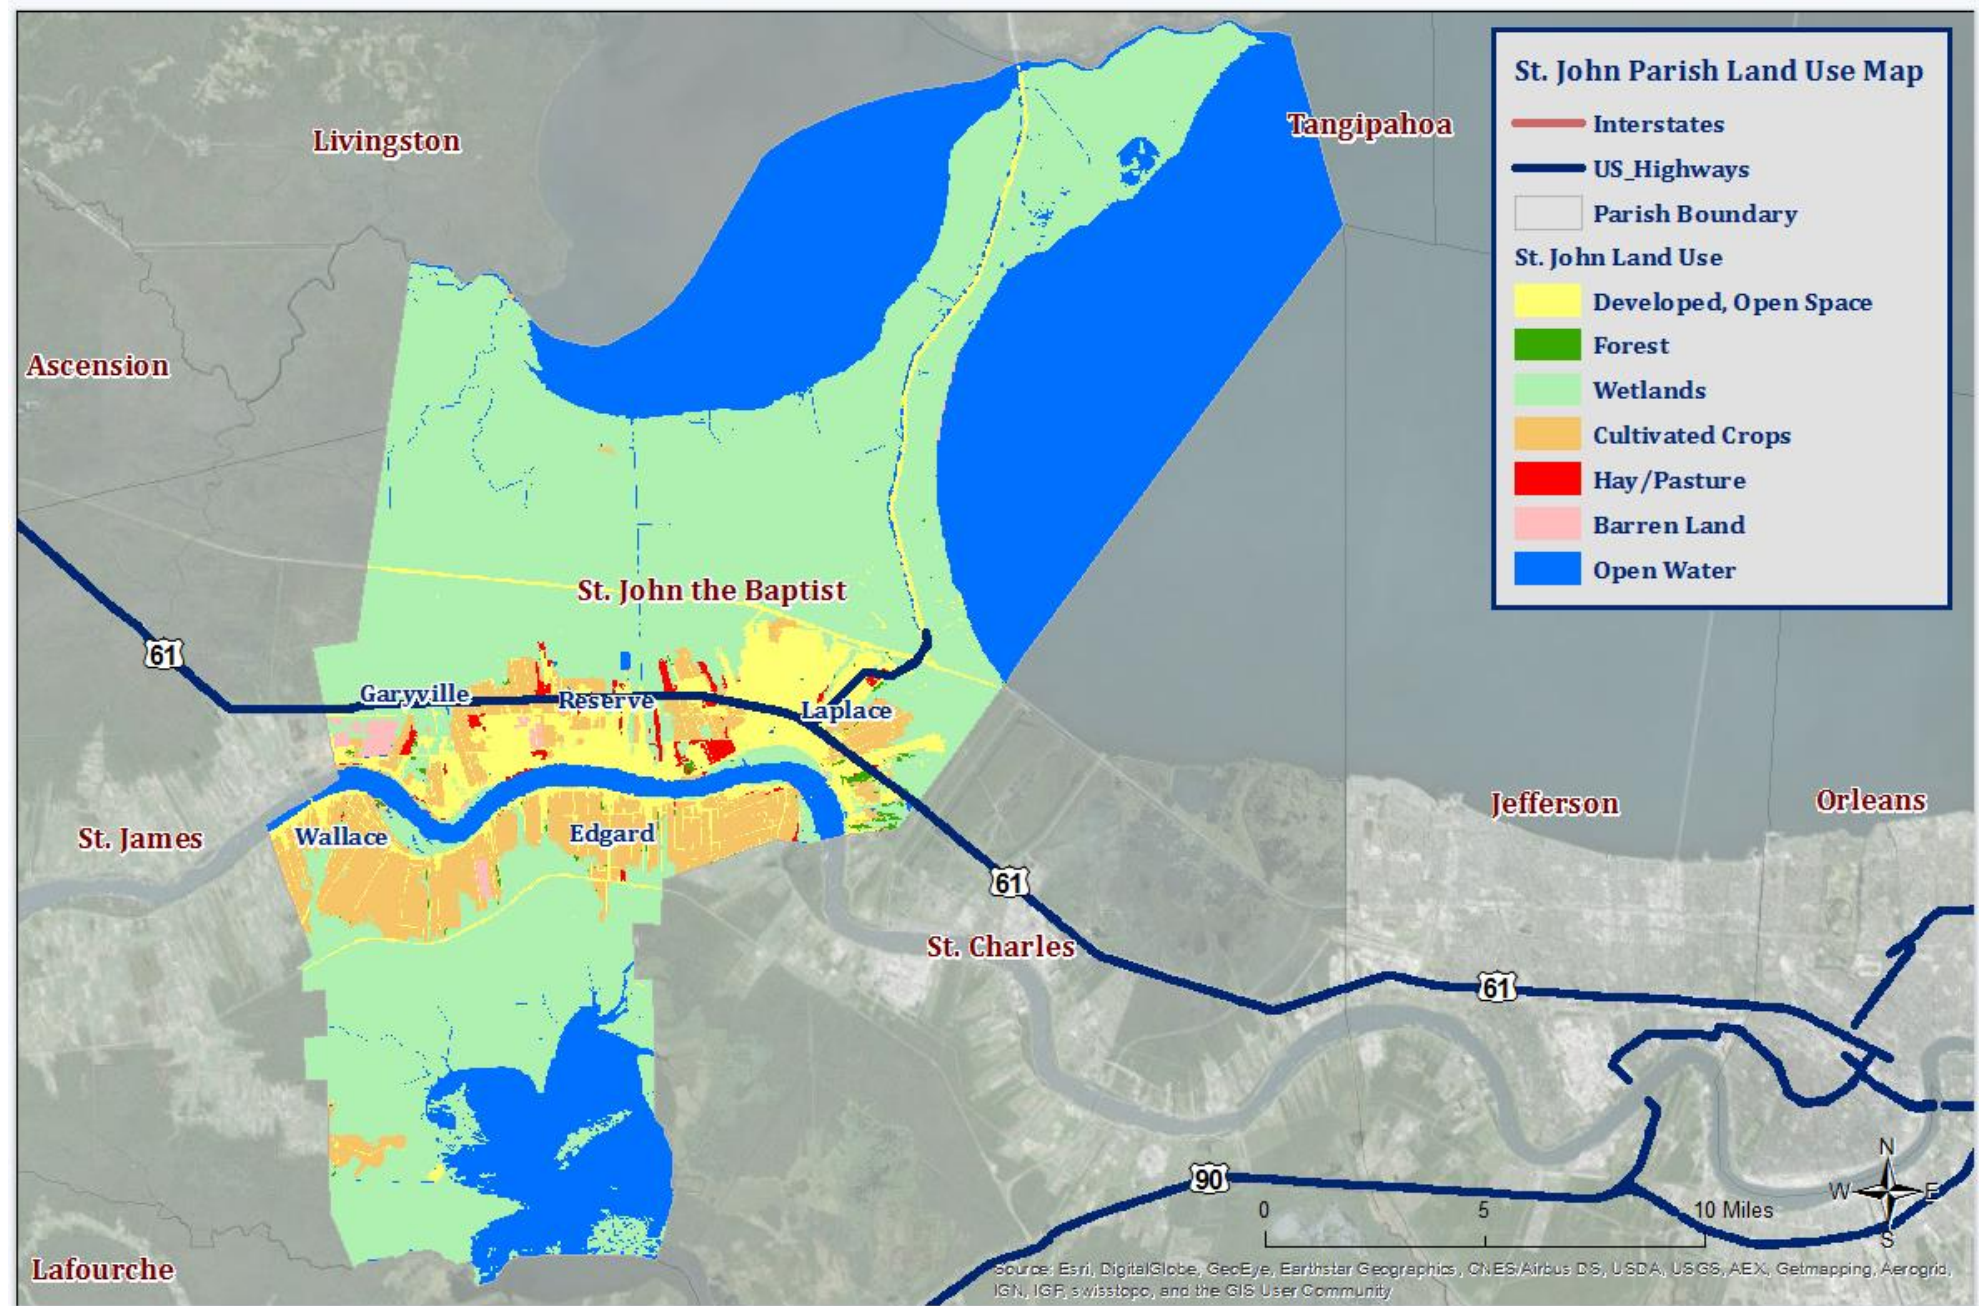 St. John Parish Land Use Map
Interstates
US_Highways
Parish Boundary
St. John Land Use
Developed, Open Space
Forest
Wetlands
Cultivated Crops
Hay/Pasture
Barren Land
Open Water
Livingston
Tangipahoa
Ascension
St. John the Baptist
61
Garyville
Reserve
Laplace
St. James
Wallace
Edgard
Jefferson
Orleans
61
St. Charles
61
90
N
W
E
S
0 5 10 Miles
Lafourche
Source: Esri, DigitalGlobe, GeoEye, Earthstar Geographics, CNES/Airbus DS, USDA, USGS, AEX, Getmapping, Aerogrid,
IGN, IGP, swisstopo, and the GIS User Community